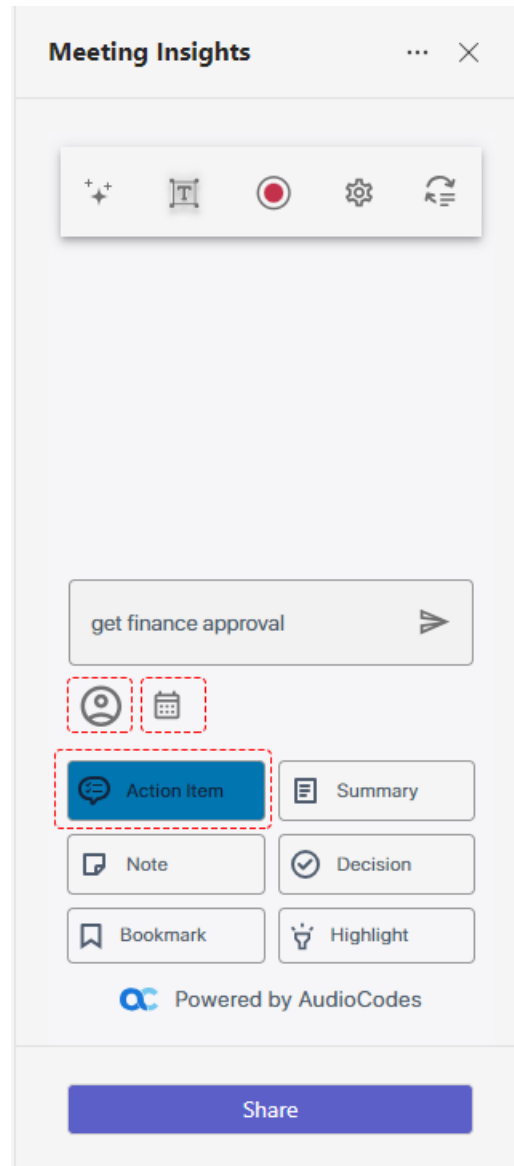 Meeting Insights
T
get finance approval
Action Item
Summary
Note
Decision
Bookmark
Highlight
Powered by AudioCodes
Share